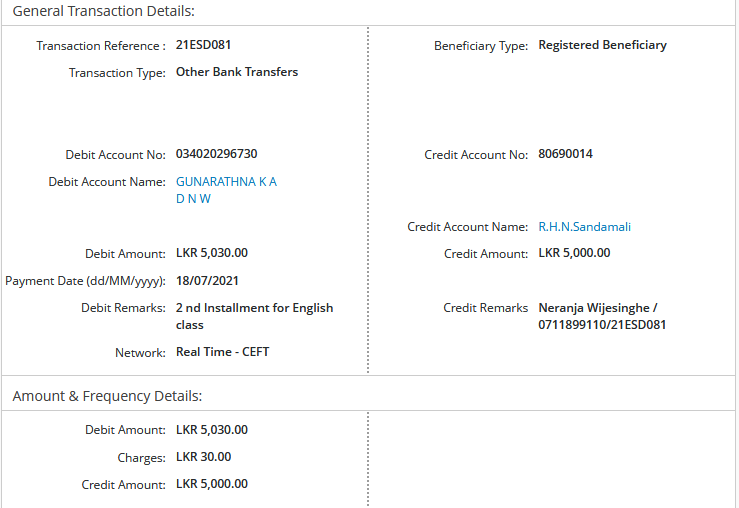 General Transaction Details:
Transaction Reference : 21ESD081
Beneficiary Type: Registered Beneficiary
Transaction Type: Other Bank Transfers
Debit Account No: 034020296730
Credit Account No: 80690014
Debit Account Name: GUNARATHNA K A
D N W
Credit Account Name: R.H.N.Sandamali
Debit Amount: LKR 5,030.00
Credit Amount: LKR 5,000.00
Payment Date (dd/MM/yyyy): 18/07/2021
Debit Remarks: 2 nd Installment for English
class
Credit Remarks Neranja Wijesinghe /
0711899110/21ESD081
Network: Real Time - CEFT
Amount & Frequency Details:
Debit Amount: LKR 5,030.00
Charges: LKR 30.00
Credit Amount: LKR 5,000.00